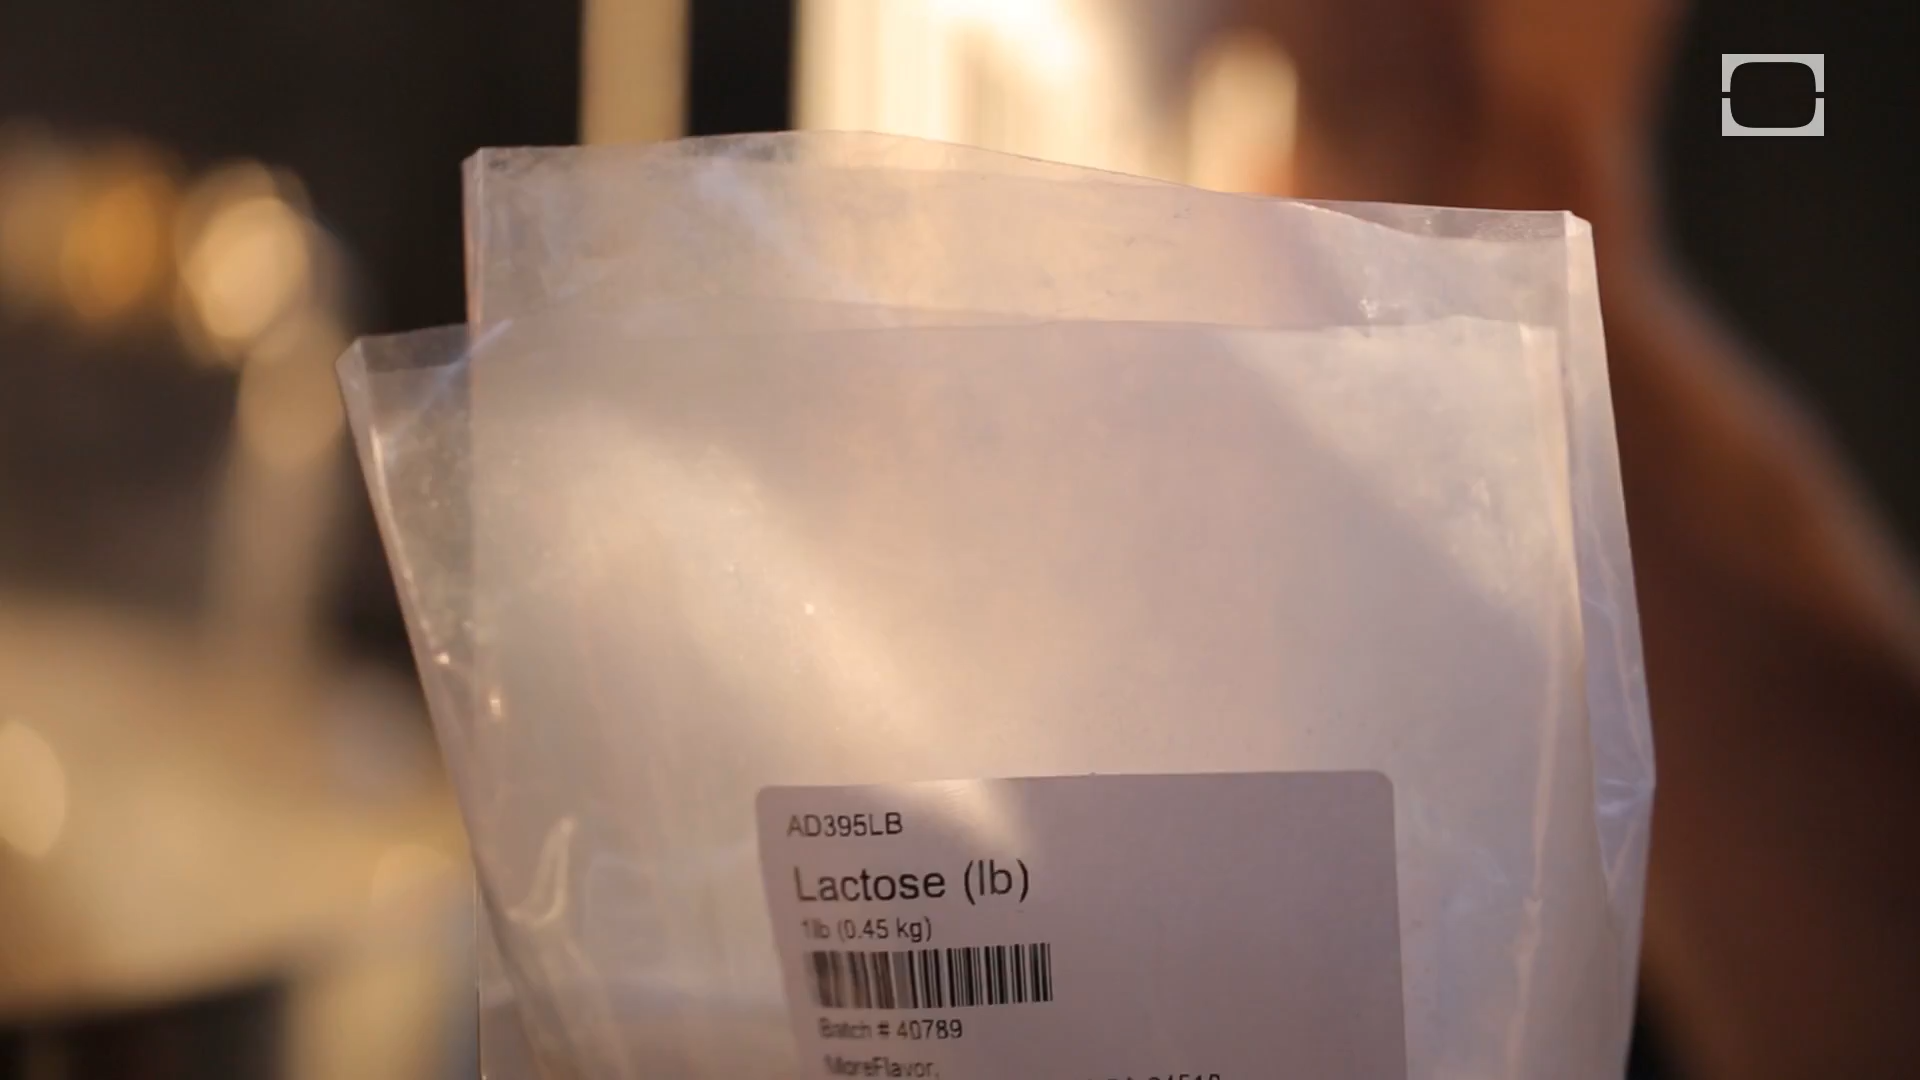 AD395LB
Lactose (lb)
1lb (0.45 kg)
Batch # 40789
MoreFlavor,